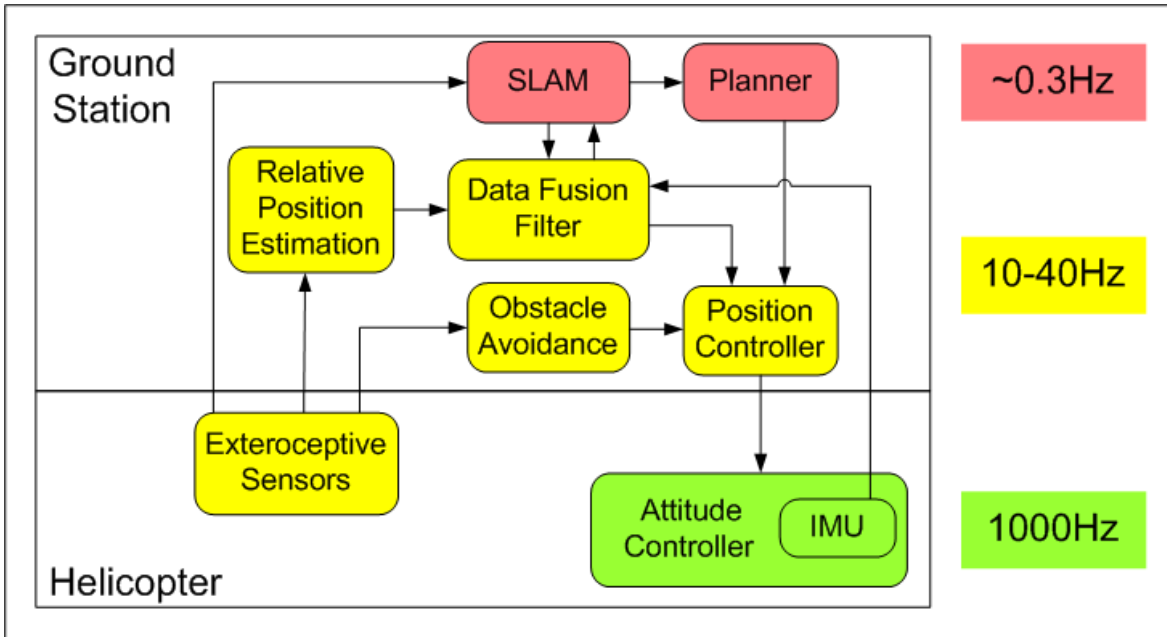 Ground
Station
SLAM
Planner
~0.3Hz
Relative
Position
Estimation
Data Fusion
Filter
10-40Hz
Obstacle
Avoidance
Position
Controller
Exteroceptive
Sensors
Attitude
Controller
IMU
1000Hz
Helicopter